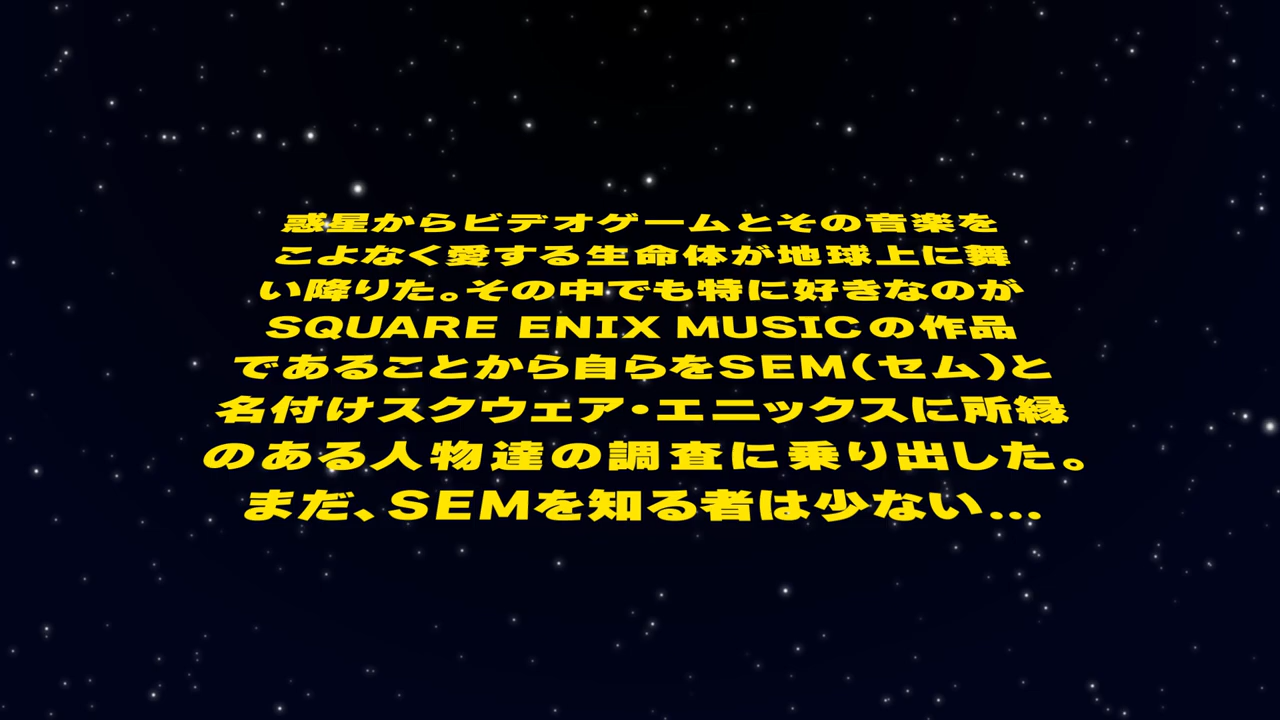 惑星からビデオゲームとその音楽を
こよなく愛する生命体が地球上に舞
い降りた。その中でも特に好きなのが
SQUARE ENIX MUSICの作品
であることから自らをSEM(セム)と
名付けスクウェア・エニックスに所縁
のある人物達の調査に乗り出した。
まだ、SEMを知る者は少ない…